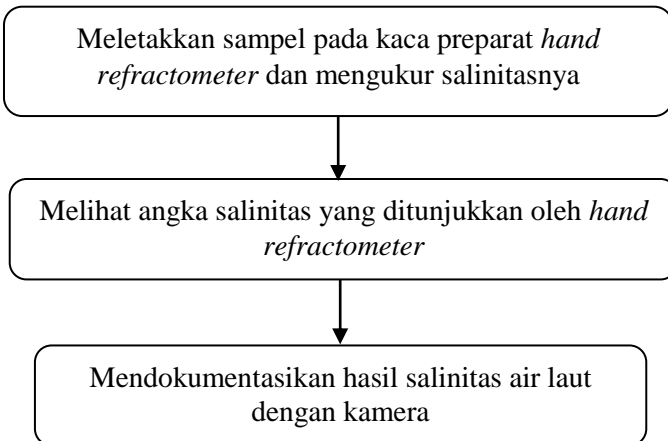 Meletakkan sampel pada kaca preparat hand
refractometer dan mengukur salinitasnya
Melihat angka salinitas yang ditunjukkan oleh hand
refractometer
Mendokumentasikan hasil salinitas air laut
dengan kamera